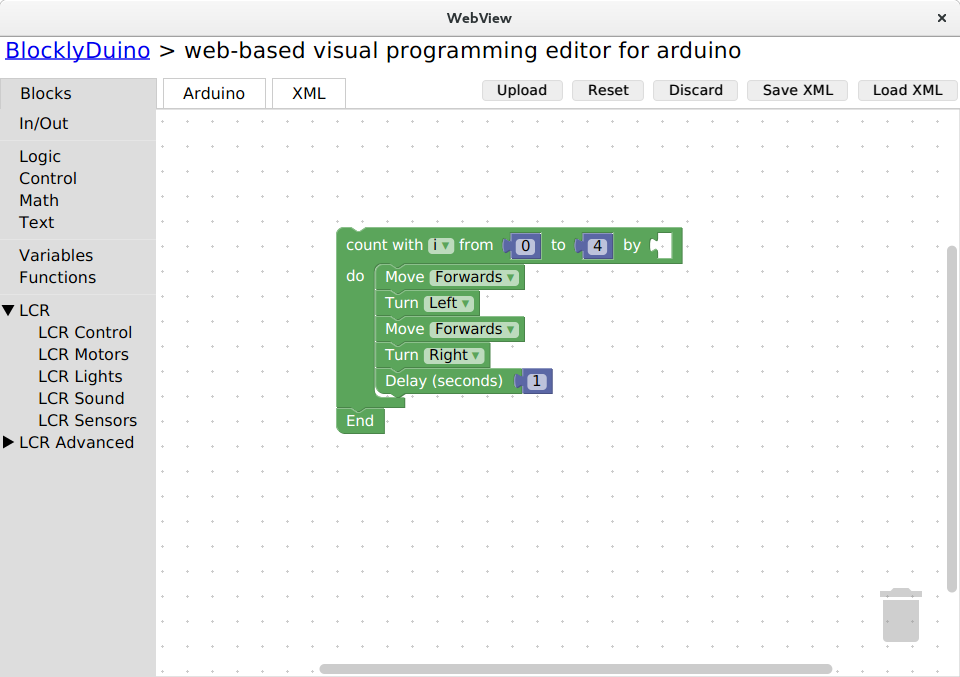 WebView ×
BlocklyDuino > web-based visual programming editor for arduino
Blocks Arduino XML Upload Reset Discard Save XML Load XML
In/Out
Logic
Control
Math
Text
Variables
Functions
LCR
LCR Control
LCR Motors
LCR Lights
LCR Sound
LCR Sensors
LCR Advanced
count with i from 0 to 4 by
do Move Forwards
Turn Left
Move Forwards
Turn Right
Delay (seconds) 1
End